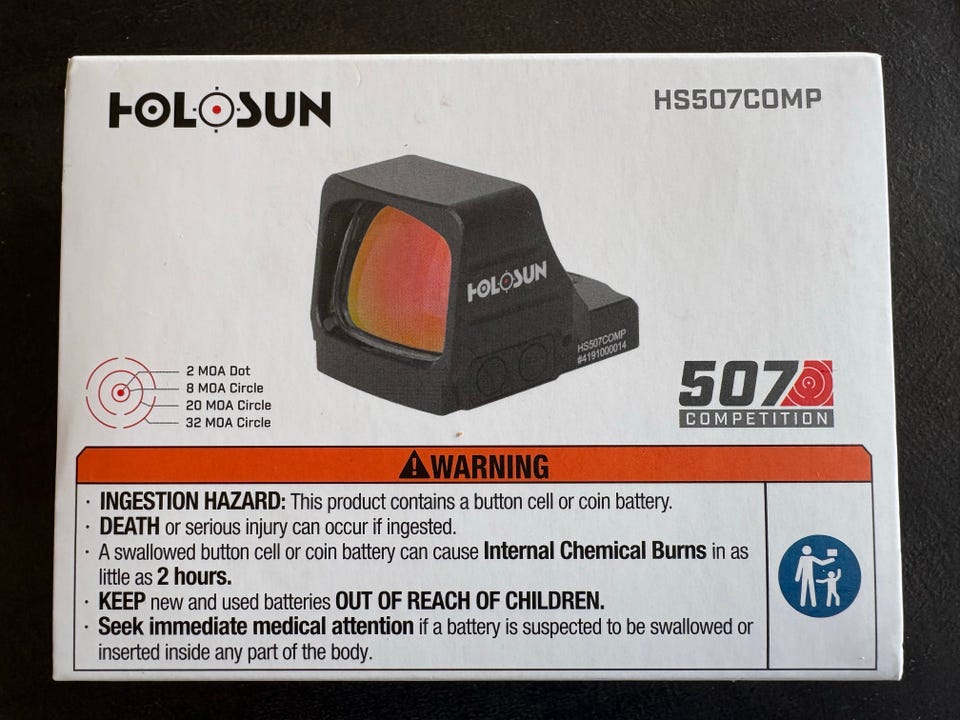 HOLOSUN
HS507COMP
HOLOSUN
HS507COMP
#4191000014
2 MOA Dot
8 MOA Circle
20 MOA Circle
32 MOA Circle
507
COMPETITION
WARNING
· INGESTION HAZARD: This product contains a button cell or coin battery.
· DEATH or serious injury can occur if ingested.
· A swallowed button cell or coin battery can cause Internal Chemical Burns in as
little as 2 hours.
· KEEP new and used batteries OUT OF REACH OF CHILDREN.
· Seek immediate medical attention if a battery is suspected to be swallowed or
inserted inside any part of the body.